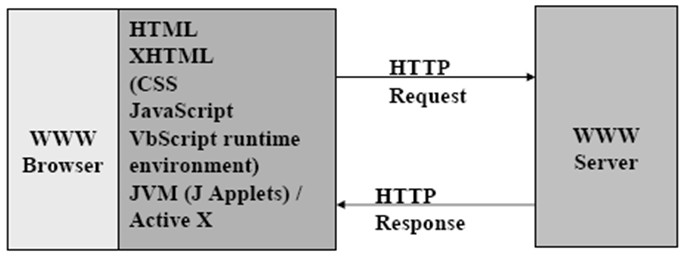 WWW
Browser
HTML
XHTML
(CSS
JavaScript
VbScript runtime
environment)
JVM (J Applets) /
Active X
HTTP
Request
HTTP
Response
WWW
Server